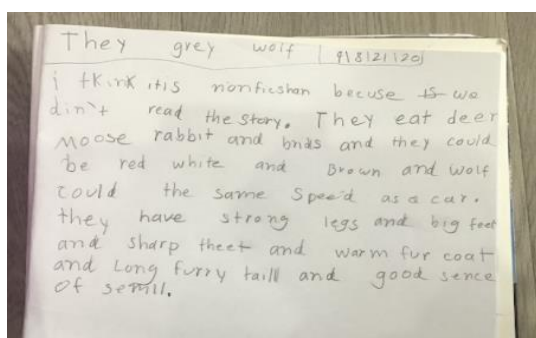 They grey wolf 9\8\21\20
i tkink itis nonfieshon becuse ts we
din't read the story. They eat deer
moose rabbit and brids and they could
be red white and Brown and wolf
could the same Speed as a car.
they have strong legs and big feet
and sharp theet and warm fur coat
and Long furry taill and good sence
of semill.